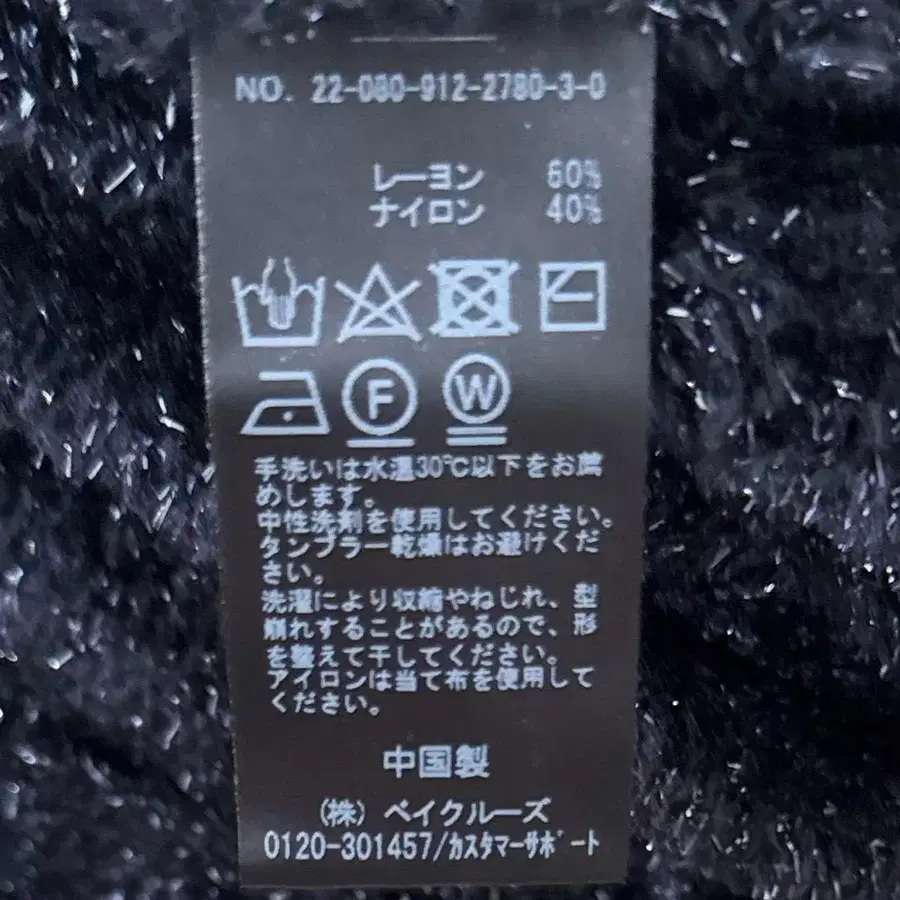 NO. 22-080-912-2780-3-0
レーヨン 60%
ナイロン 40%
F W
手洗いは水温30℃以下をお薦
めします。
中性洗剤を使用してください。
タンブラー乾燥はお避けくだ
さい。
洗濯により収縮やねじれ、型
崩れすることがあるので、形
を整えて干してください。
アイロンは当て布を使用して
ください。
中国製
(株) ベイクルーズ
0120-301457/カスタマーサポート